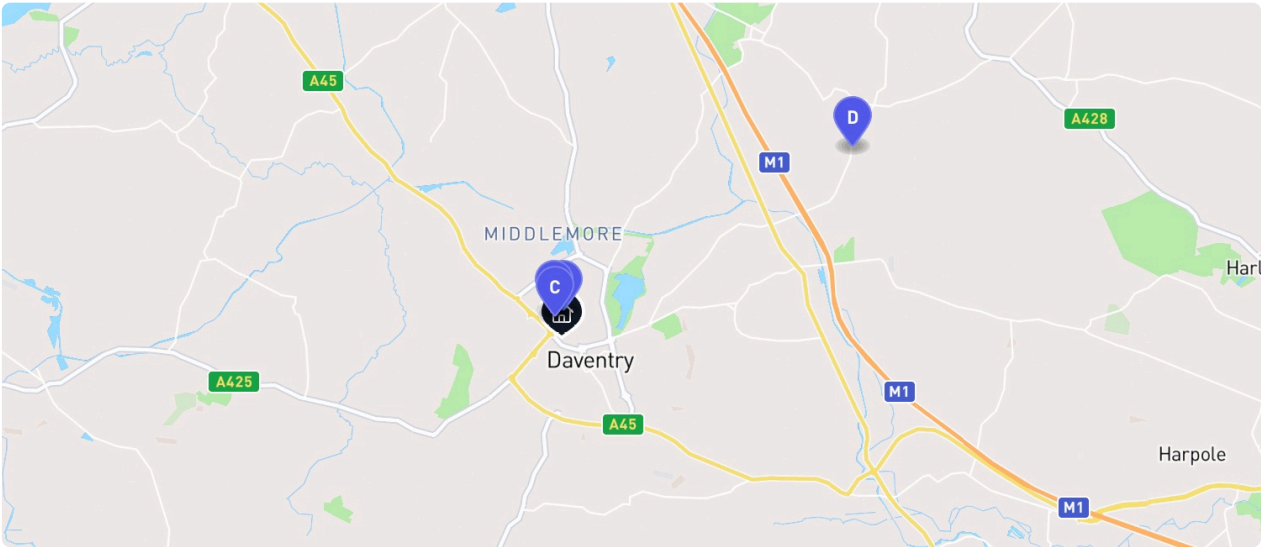 A45
D
A428
M1
MIDDLEMORE
Harl
C
Daventry
A425
M1
A45
Harpole
M1